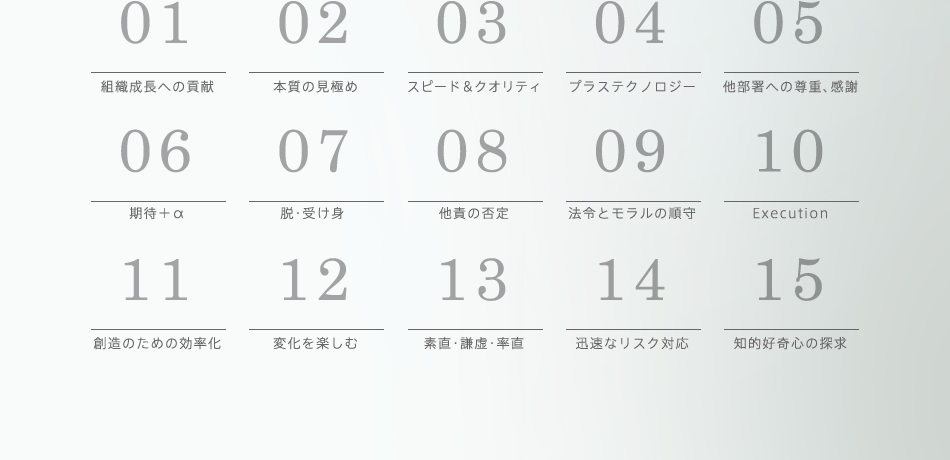 01 02 03 04 05
組織成長への貢献 本質の見極め スピード&クオリティ プラステクノロジー 他部署への尊重、感謝
06 07 08 09 10
期待＋α 脱・受け身 他責の否定 法令とモラルの順守 Execution
11 12 13 14 15
創造のための効率化 変化を楽しむ 素直・謙虚・率直 迅速なリスク対応 知的好奇心の探求